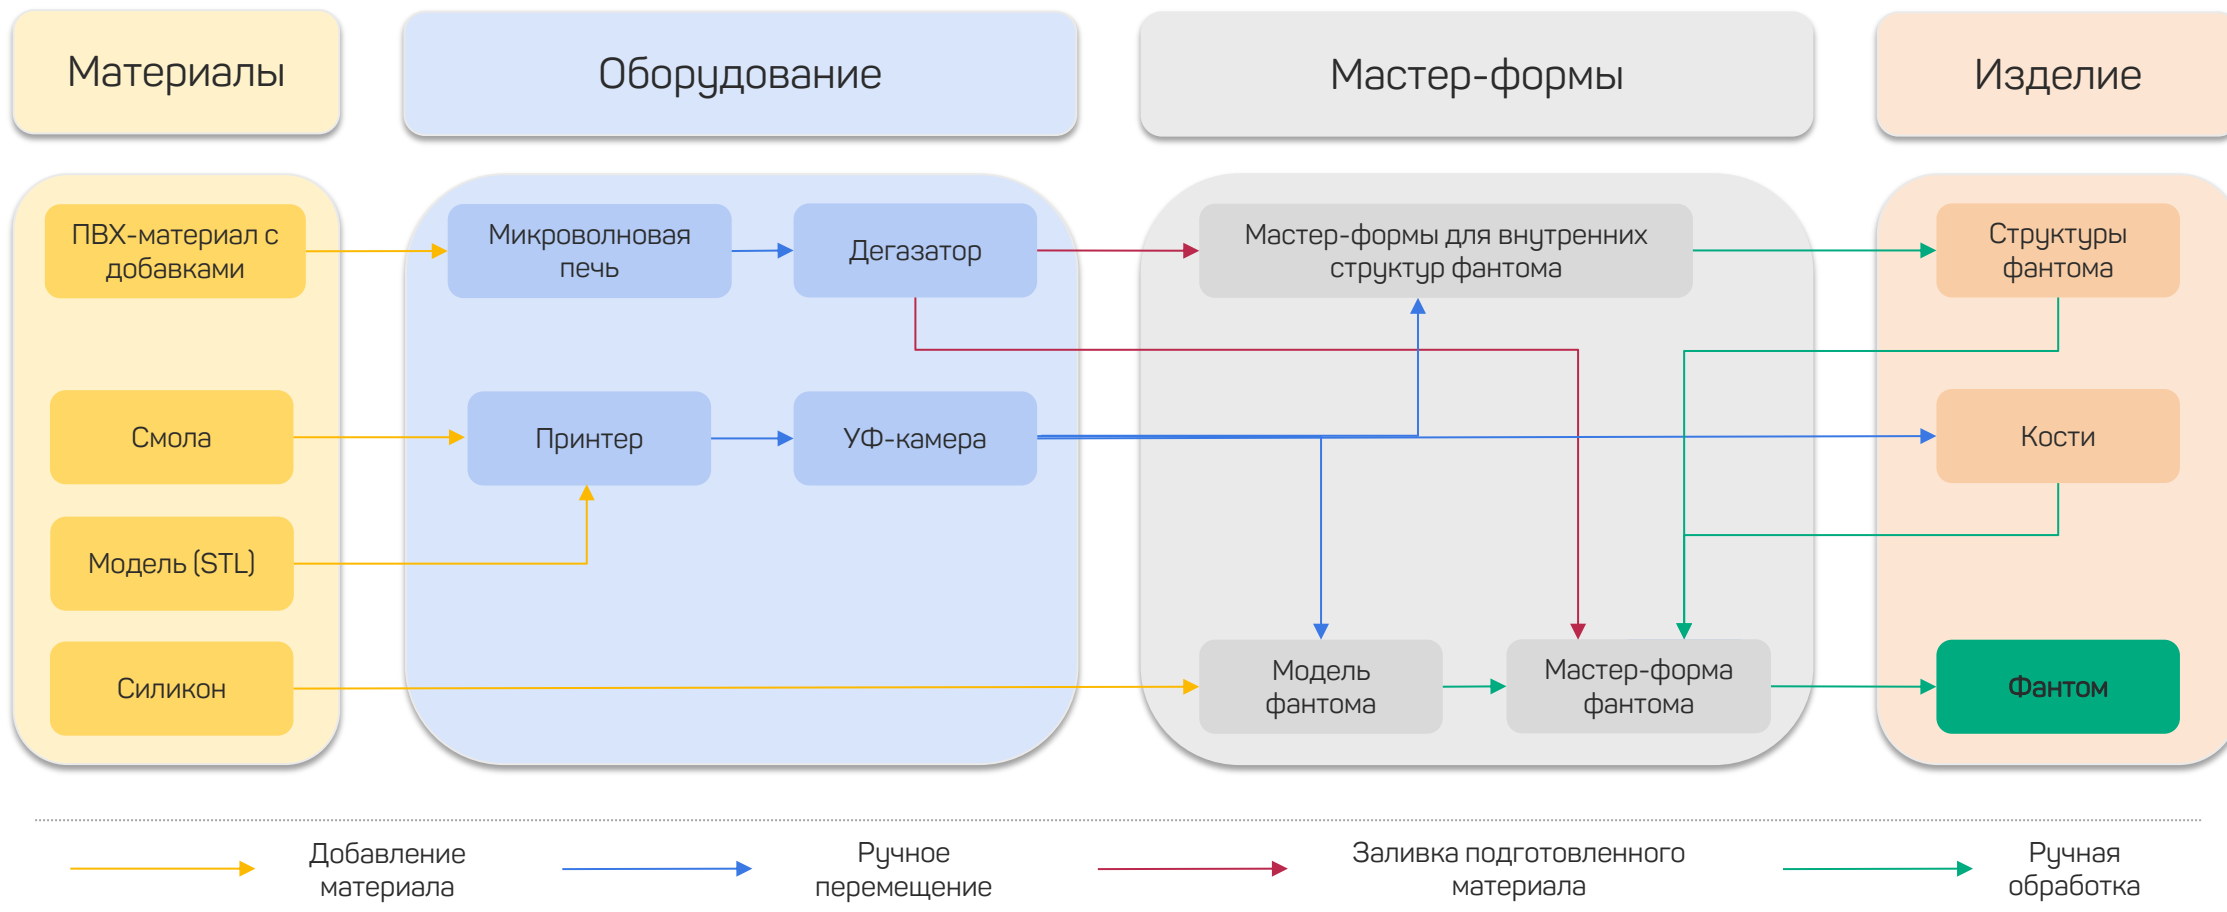 Материалы
Оборудование
Мастер-формы
Изделие
ПВХ-материал с
добавками
Микроволновая
печь
Дегазатор
Мастер-формы для внутренних
структур фантома
Структуры
фантома
Смола
Принтер
УФ-камера
Кости
Модель (STL)
Силикон
Модель
фантома
Мастер-форма
фантома
Фантом
Добавление
материала
Ручное
перемещение
Заливка подготовленного
материала
Ручная
обработка